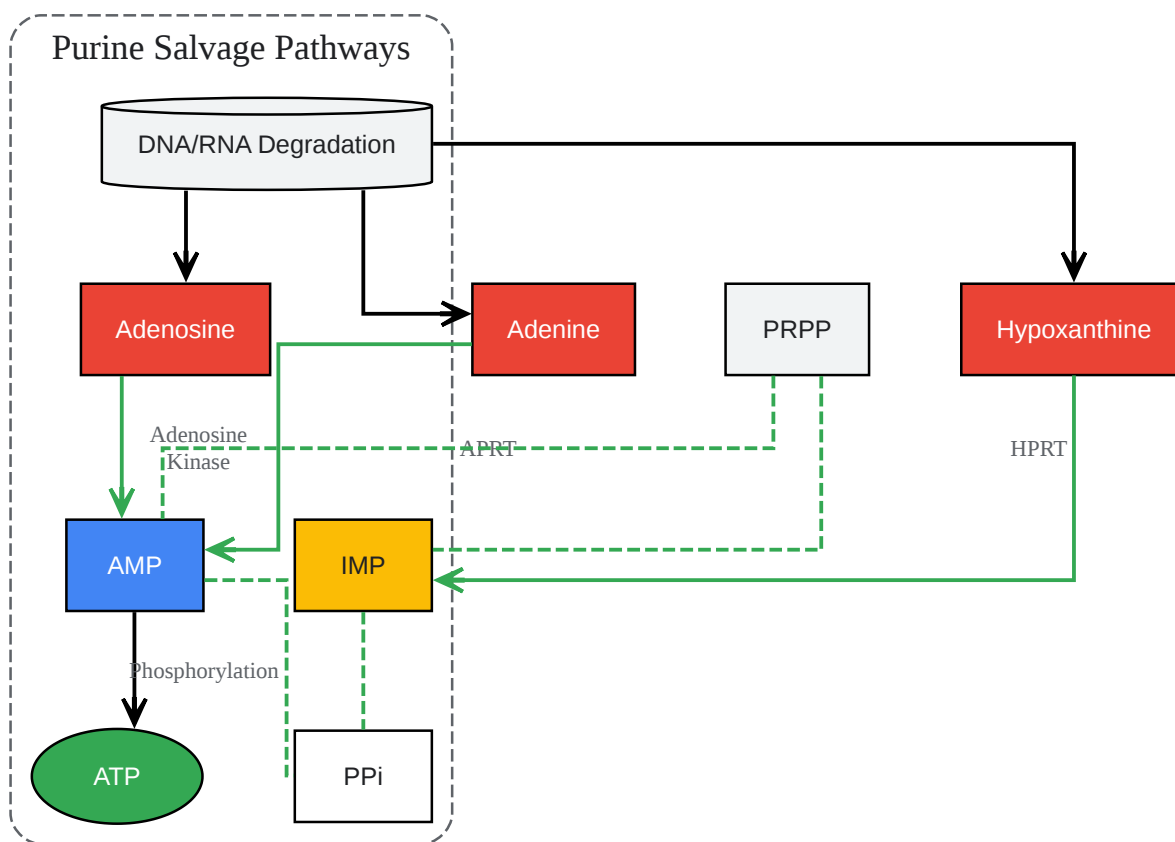 Purine Salvage Pathways
DNA/RNA Degradation
Adenosine
Adenine
PRPP
Hypoxanthine
Adenosine
Kinase
APRT
HPRT
AMP
IMP
Phosphorylation
ATP
PPi